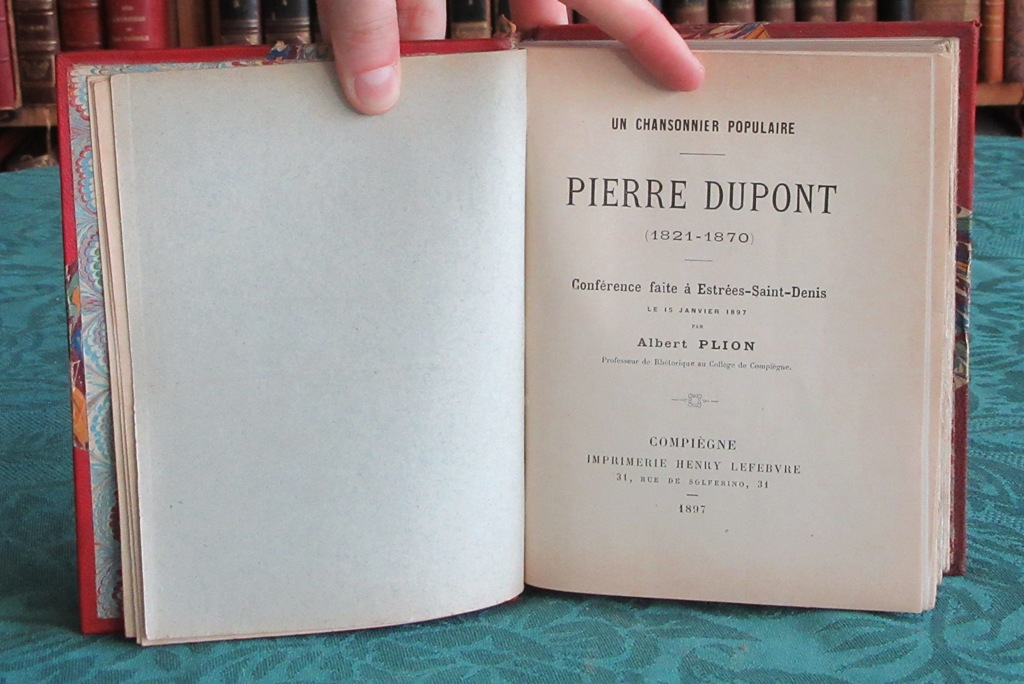 UN CHANSONNIER POPULAIRE
PIERRE DUPONT
(1821-1870)
Conférence faite à Estrées-Saint-Denis
LE 15 JANVIER 1897
PAR
Albert PLION
Professeur de Rhétorique au Collège de Compiègne.
COMPIÈGNE
IMPRIMERIE HENRY LEFEBVRE
31, RUE DE SOLFERINO, 31
1897